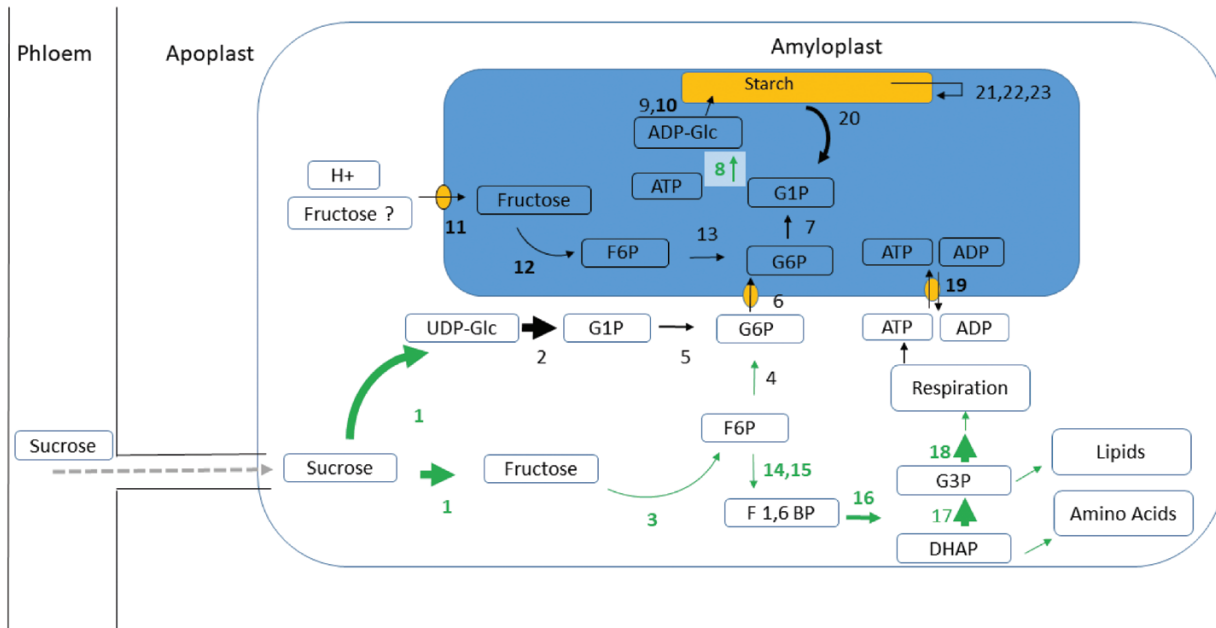 Phloem
Apoplast
Amyloplast
Starch
21,22,23
9,10
20
ADP-Glc
8
H+
ATP
G1P
Fructose ?
Fructose
11
7
13
12
F6P
G6P
ATP
ADP
19
6
UDP-Glc
G1P
G6P
ATP
ADP
2
5
4
Respiration
1
F6P
Sucrose
Sucrose
Fructose
14,15
18
Lipids
G3P
1
3
16
F 1,6 BP
17
Amino Acids
DHAP